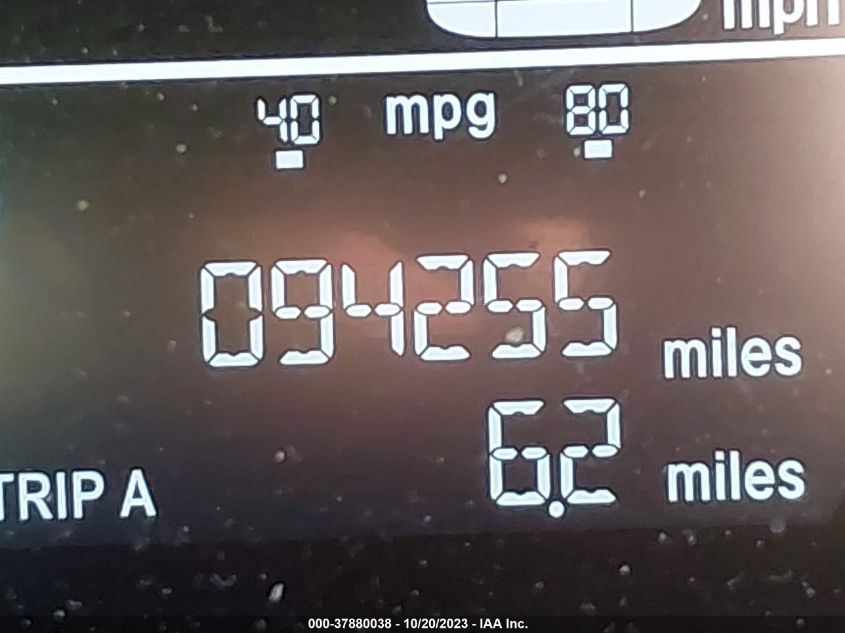 mph
40 mpg 80
094255 miles
TRIP A 6.2 miles
000-37880038 - 10/20/2023 - IAA Inc.